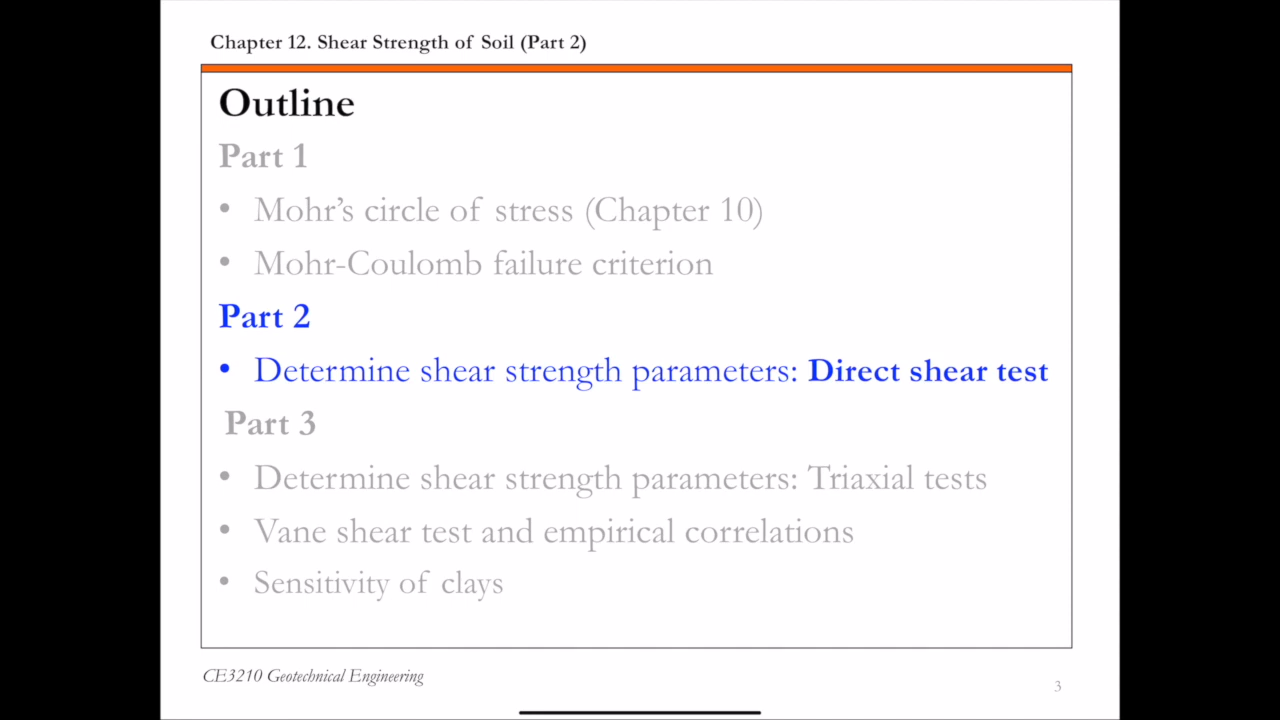 Chapter 12. Shear Strength of Soil (Part 2)
Outline
Part 1
• Mohr’s circle of stress (Chapter 10)
• Mohr-Coulomb failure criterion
Part 2
• Determine shear strength parameters: Direct shear test
Part 3
• Determine shear strength parameters: Triaxial tests
• Vane shear test and empirical correlations
• Sensitivity of clays
CE3210 Geotechnical Engineering
3